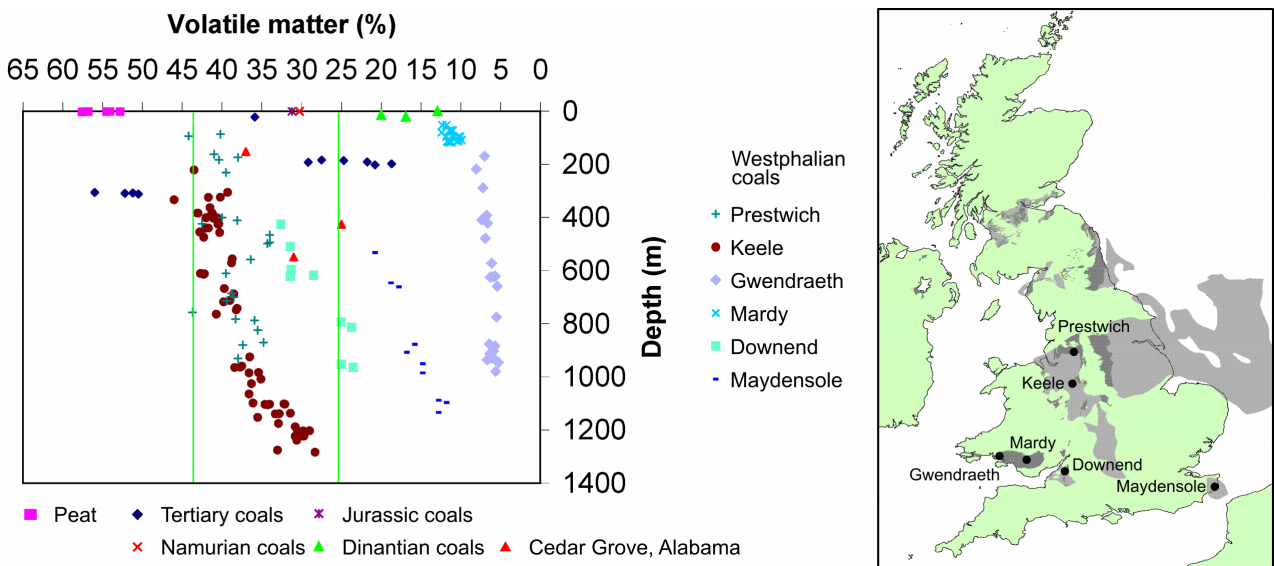 Volatile matter (%)
65 60 55 50 45 40 35 30 25 20 15 10 5 0
0
200
400
600
800
1000
1200
1400
Depth (m)
Westphalian
coals
Prestwich
Keele
Gwendraeth
Mardy
Downend
Maydensole
Peat
Tertiary coals
Jurassic coals
Namurian coals
Dinantian coals
Cedar Grove, Alabama
Prestwich
Keele
Mardy
Gwendraeth
Downend
Maydensole